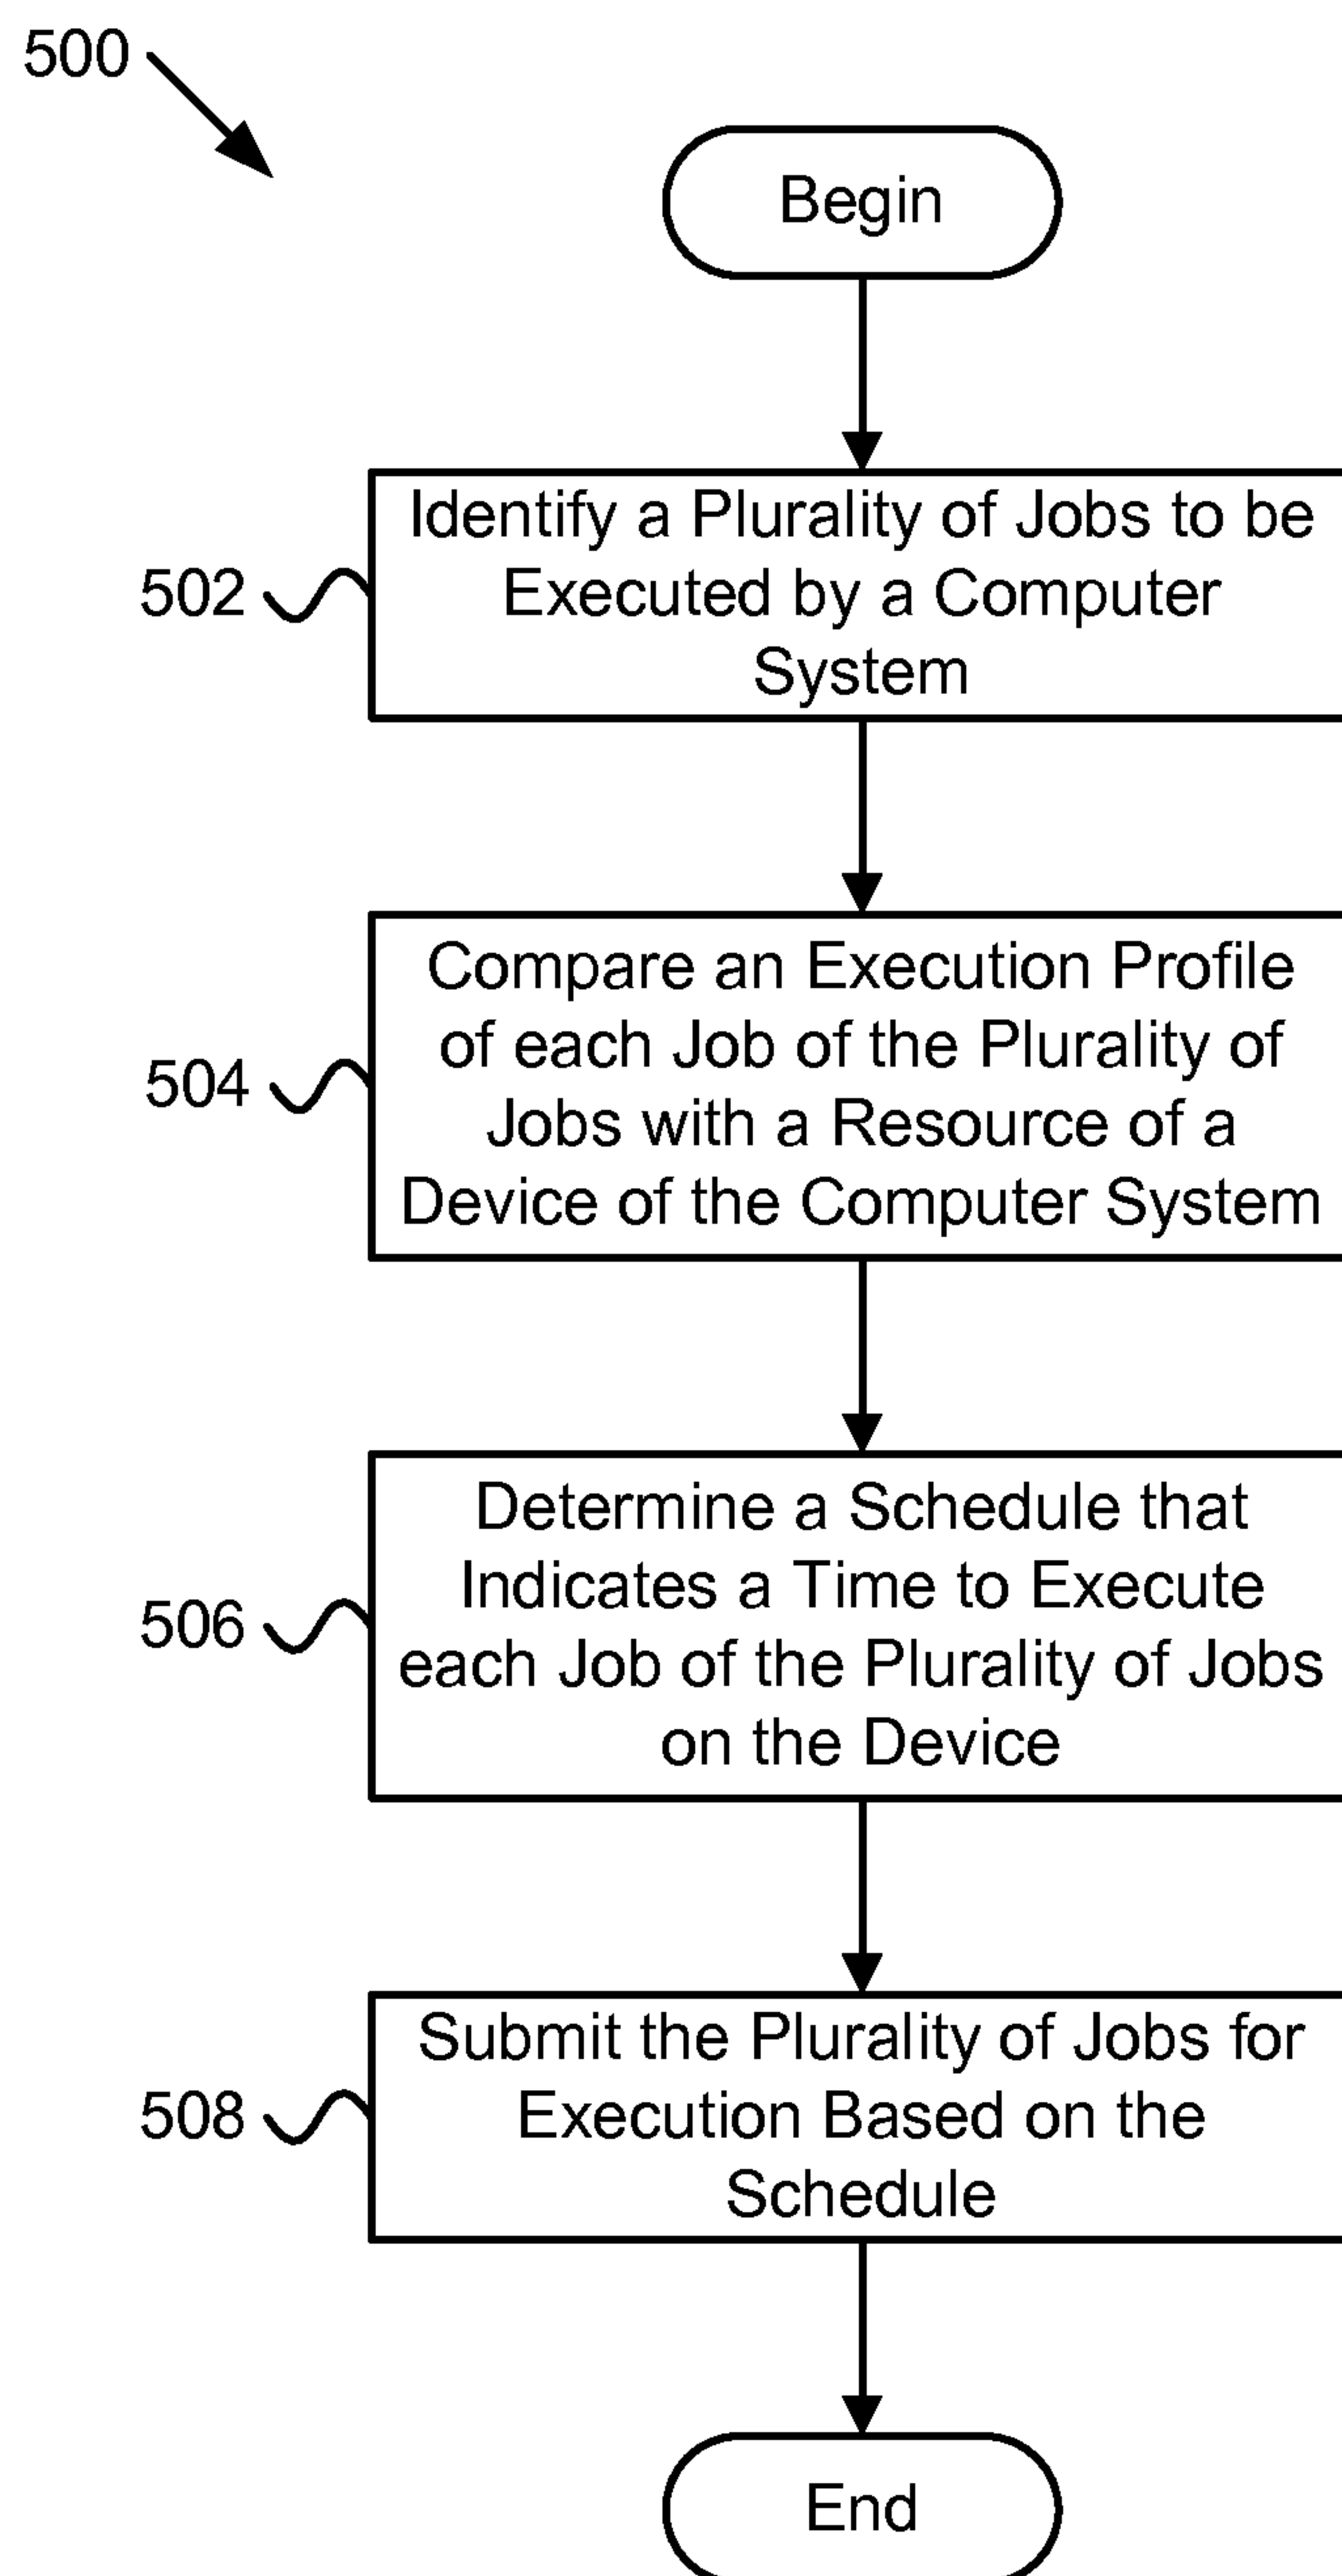 500
Begin
Identify a Plurality of Jobs to be
Executed by a Computer
System
502
Compare an Execution Profile
of each Job of the Plurality of
Jobs with a Resource of a
Device of the Computer System
504
Determine a Schedule that
Indicates a Time to Execute
each Job of the Plurality of Jobs
on the Device
506
Submit the Plurality of Jobs for
Execution Based on the
Schedule
508
End